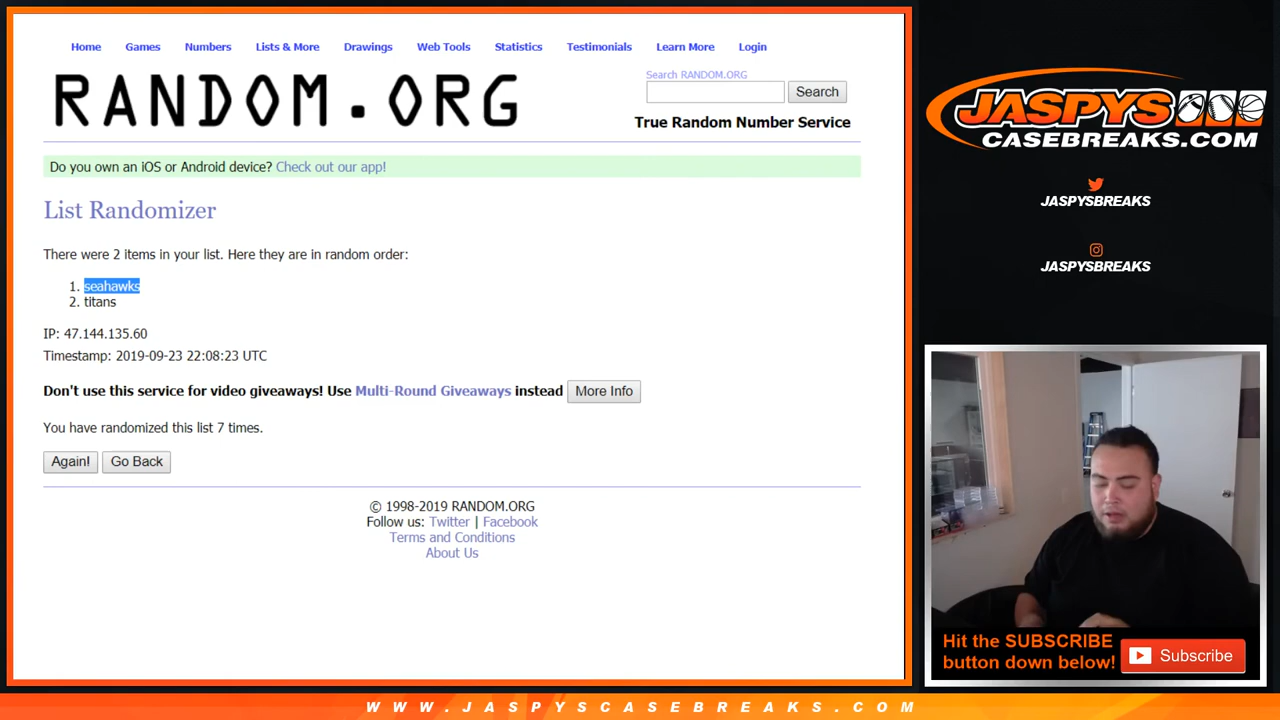 Home Games Numbers Lists & More Drawings Web Tools Statistics Testimonials Learn More Login
RANDOM.ORG
Search RANDOM.ORG
Search
True Random Number Service
Do you own an iOS or Android device? Check out our app!
List Randomizer
There were 2 items in your list. Here they are in random order:
1. seahawks
2. titans
IP: 47.144.135.60
Timestamp: 2019-09-23 22:08:23 UTC
Don't use this service for video giveaways! Use Multi-Round Giveaways instead More Info
You have randomized this list 7 times.
Again! Go Back
© 1998-2019 RANDOM.ORG
Follow us: Twitter | Facebook
Terms and Conditions
About Us
JASPYS
CASEBREAKS.COM
JASPYSBREAKS
JASPYSBREAKS
Hit the SUBSCRIBE
button down below!
Subscribe
WWW.JASPYSCASEBREAKS.COM